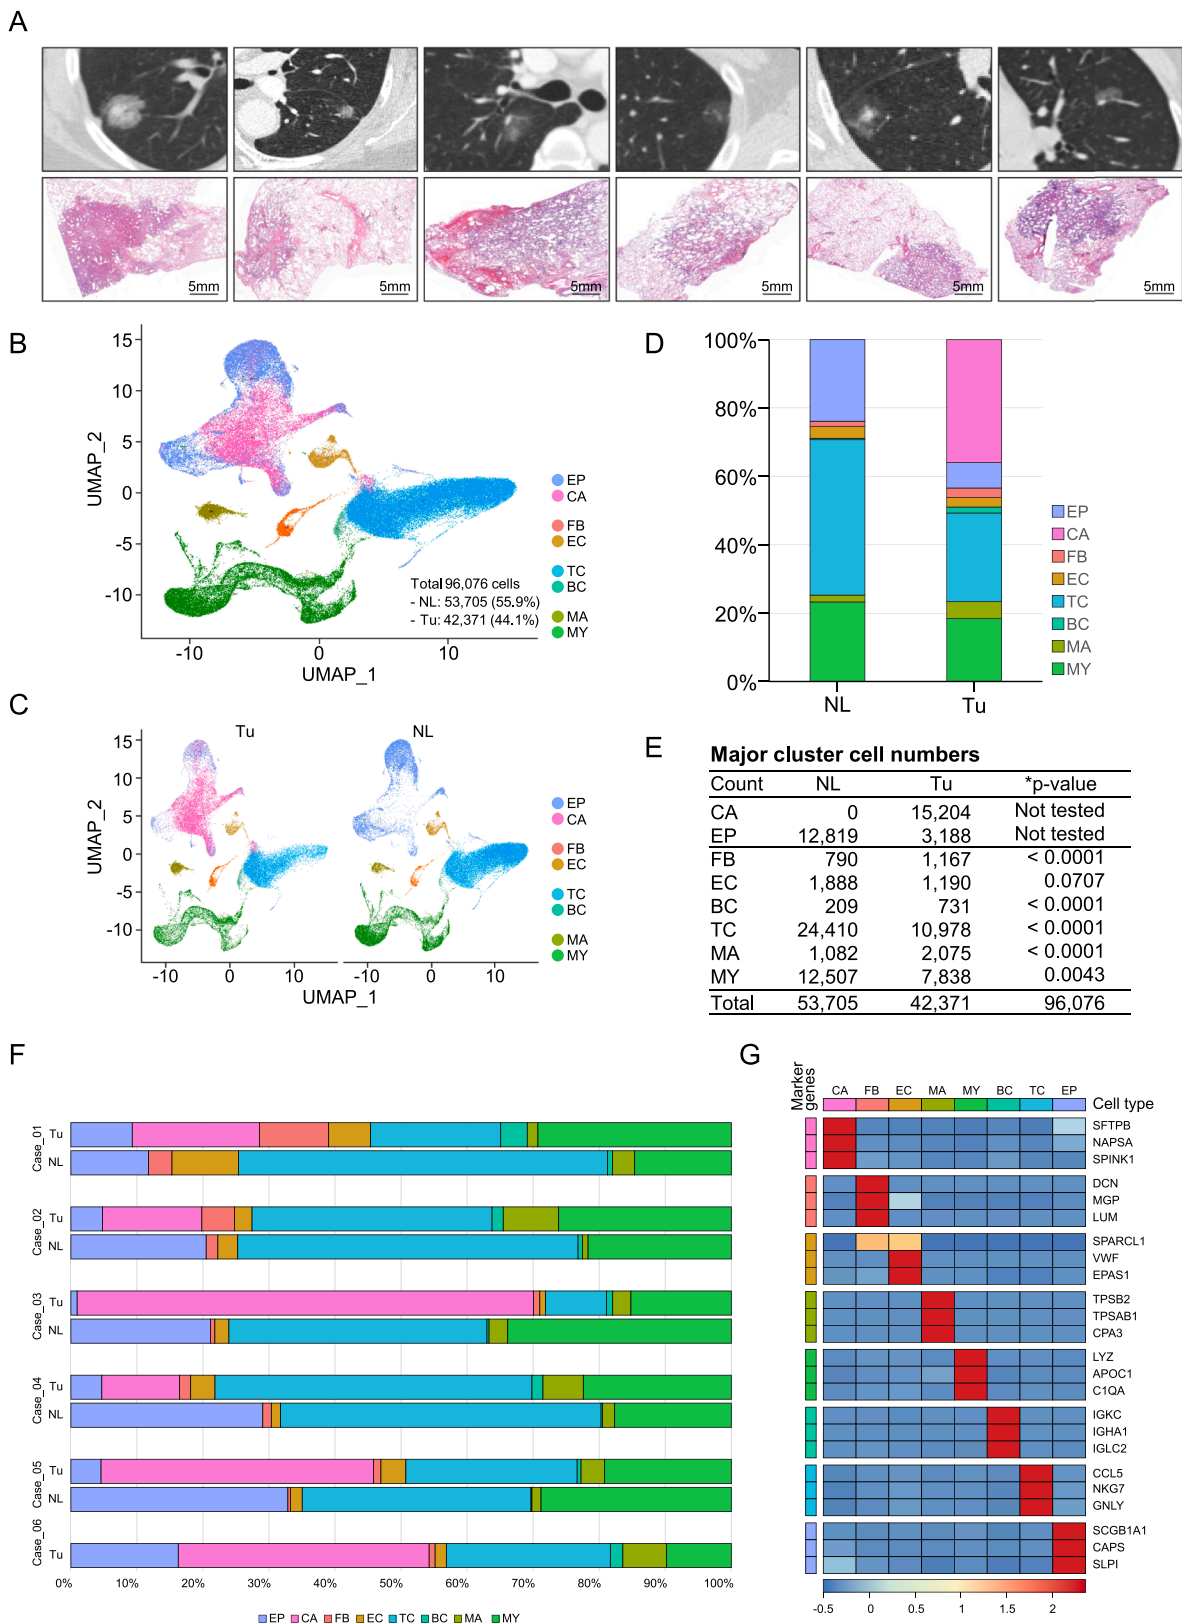 A
5mm 5mm 5mm 5mm 5mm 5mm
B
UMAP_2
15
10
5
0
-5
-10
-10 0 10
UMAP_1
Total 96,076 cells
- NL: 53,705 (55.9%)
- Tu: 42,371 (44.1%)
EP
CA
FB
EC
TC
BC
MA
MY
D
100%
80%
60%
40%
20%
0%
NL Tu
EP
CA
FB
EC
TC
BC
MA
MY
C
Tu NL
UMAP_2
15
10
5
0
-5
-10
-10 0 10 -10 0 10
UMAP_1
EP
CA
FB
EC
TC
BC
MA
MY
E
Major cluster cell numbers
Count NL Tu *p-value
CA 0 15,204 Not tested
EP 12,819 3,188 Not tested
FB 790 1,167 < 0.0001
EC 1,888 1,190 0.0707
BC 209 731 < 0.0001
TC 24,410 10,978 < 0.0001
MA 1,082 2,075 < 0.0001
MY 12,507 7,838 0.0043
Total 53,705 42,371 96,076
F
Case_01
Tu
NL
Case_02
Tu
NL
Case_03
Tu
NL
Case_04
Tu
NL
Case_05
Tu
NL
Case_06
Tu
0% 10% 20% 30% 40% 50% 60% 70% 80% 90% 100%
EP CA FB EC TC BC MA MY
G
Marker genes
CA FB EC MA MY BC TC EP
Cell type
SFTPB
NAPSA
SPINK1
DCN
MGP
LUM
SPARCL1
VWF
EPAS1
TPSB2
TPSAB1
CPA3
LYZ
APOC1
C1QA
IGKC
IGHA1
IGLC2
CCL5
NKG7
GNLY
SCGB1A1
CAPS
SLPI
-0.5 0 0.5 1 1.5 2